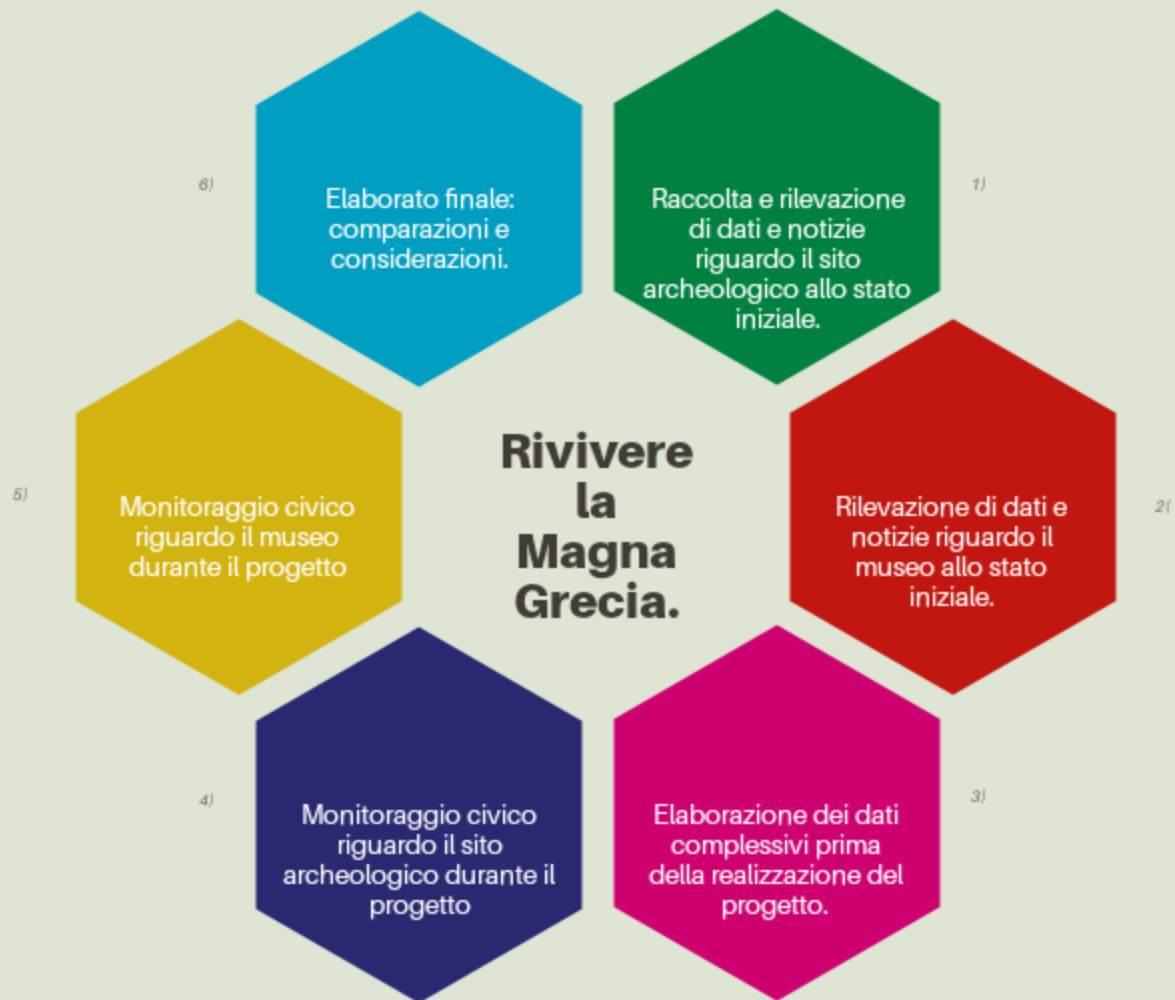 Rivivere
la
Magna
Grecia.
1)
Raccolta e rilevazione
di dati e notizie
riguardo il sito
archeologico allo stato
iniziale.
2(
Rilevazione di dati e
notizie riguardo il
museo allo stato
iniziale.
3)
Elaborazione dei dati
complessivi prima
della realizzazione del
progetto.
4)
Monitoraggio civico
riguardo il sito
archeologico durante il
progetto
5)
Monitoraggio civico
riguardo il museo
durante il progetto
6)
Elaborato finale:
comparazioni e
considerazioni.